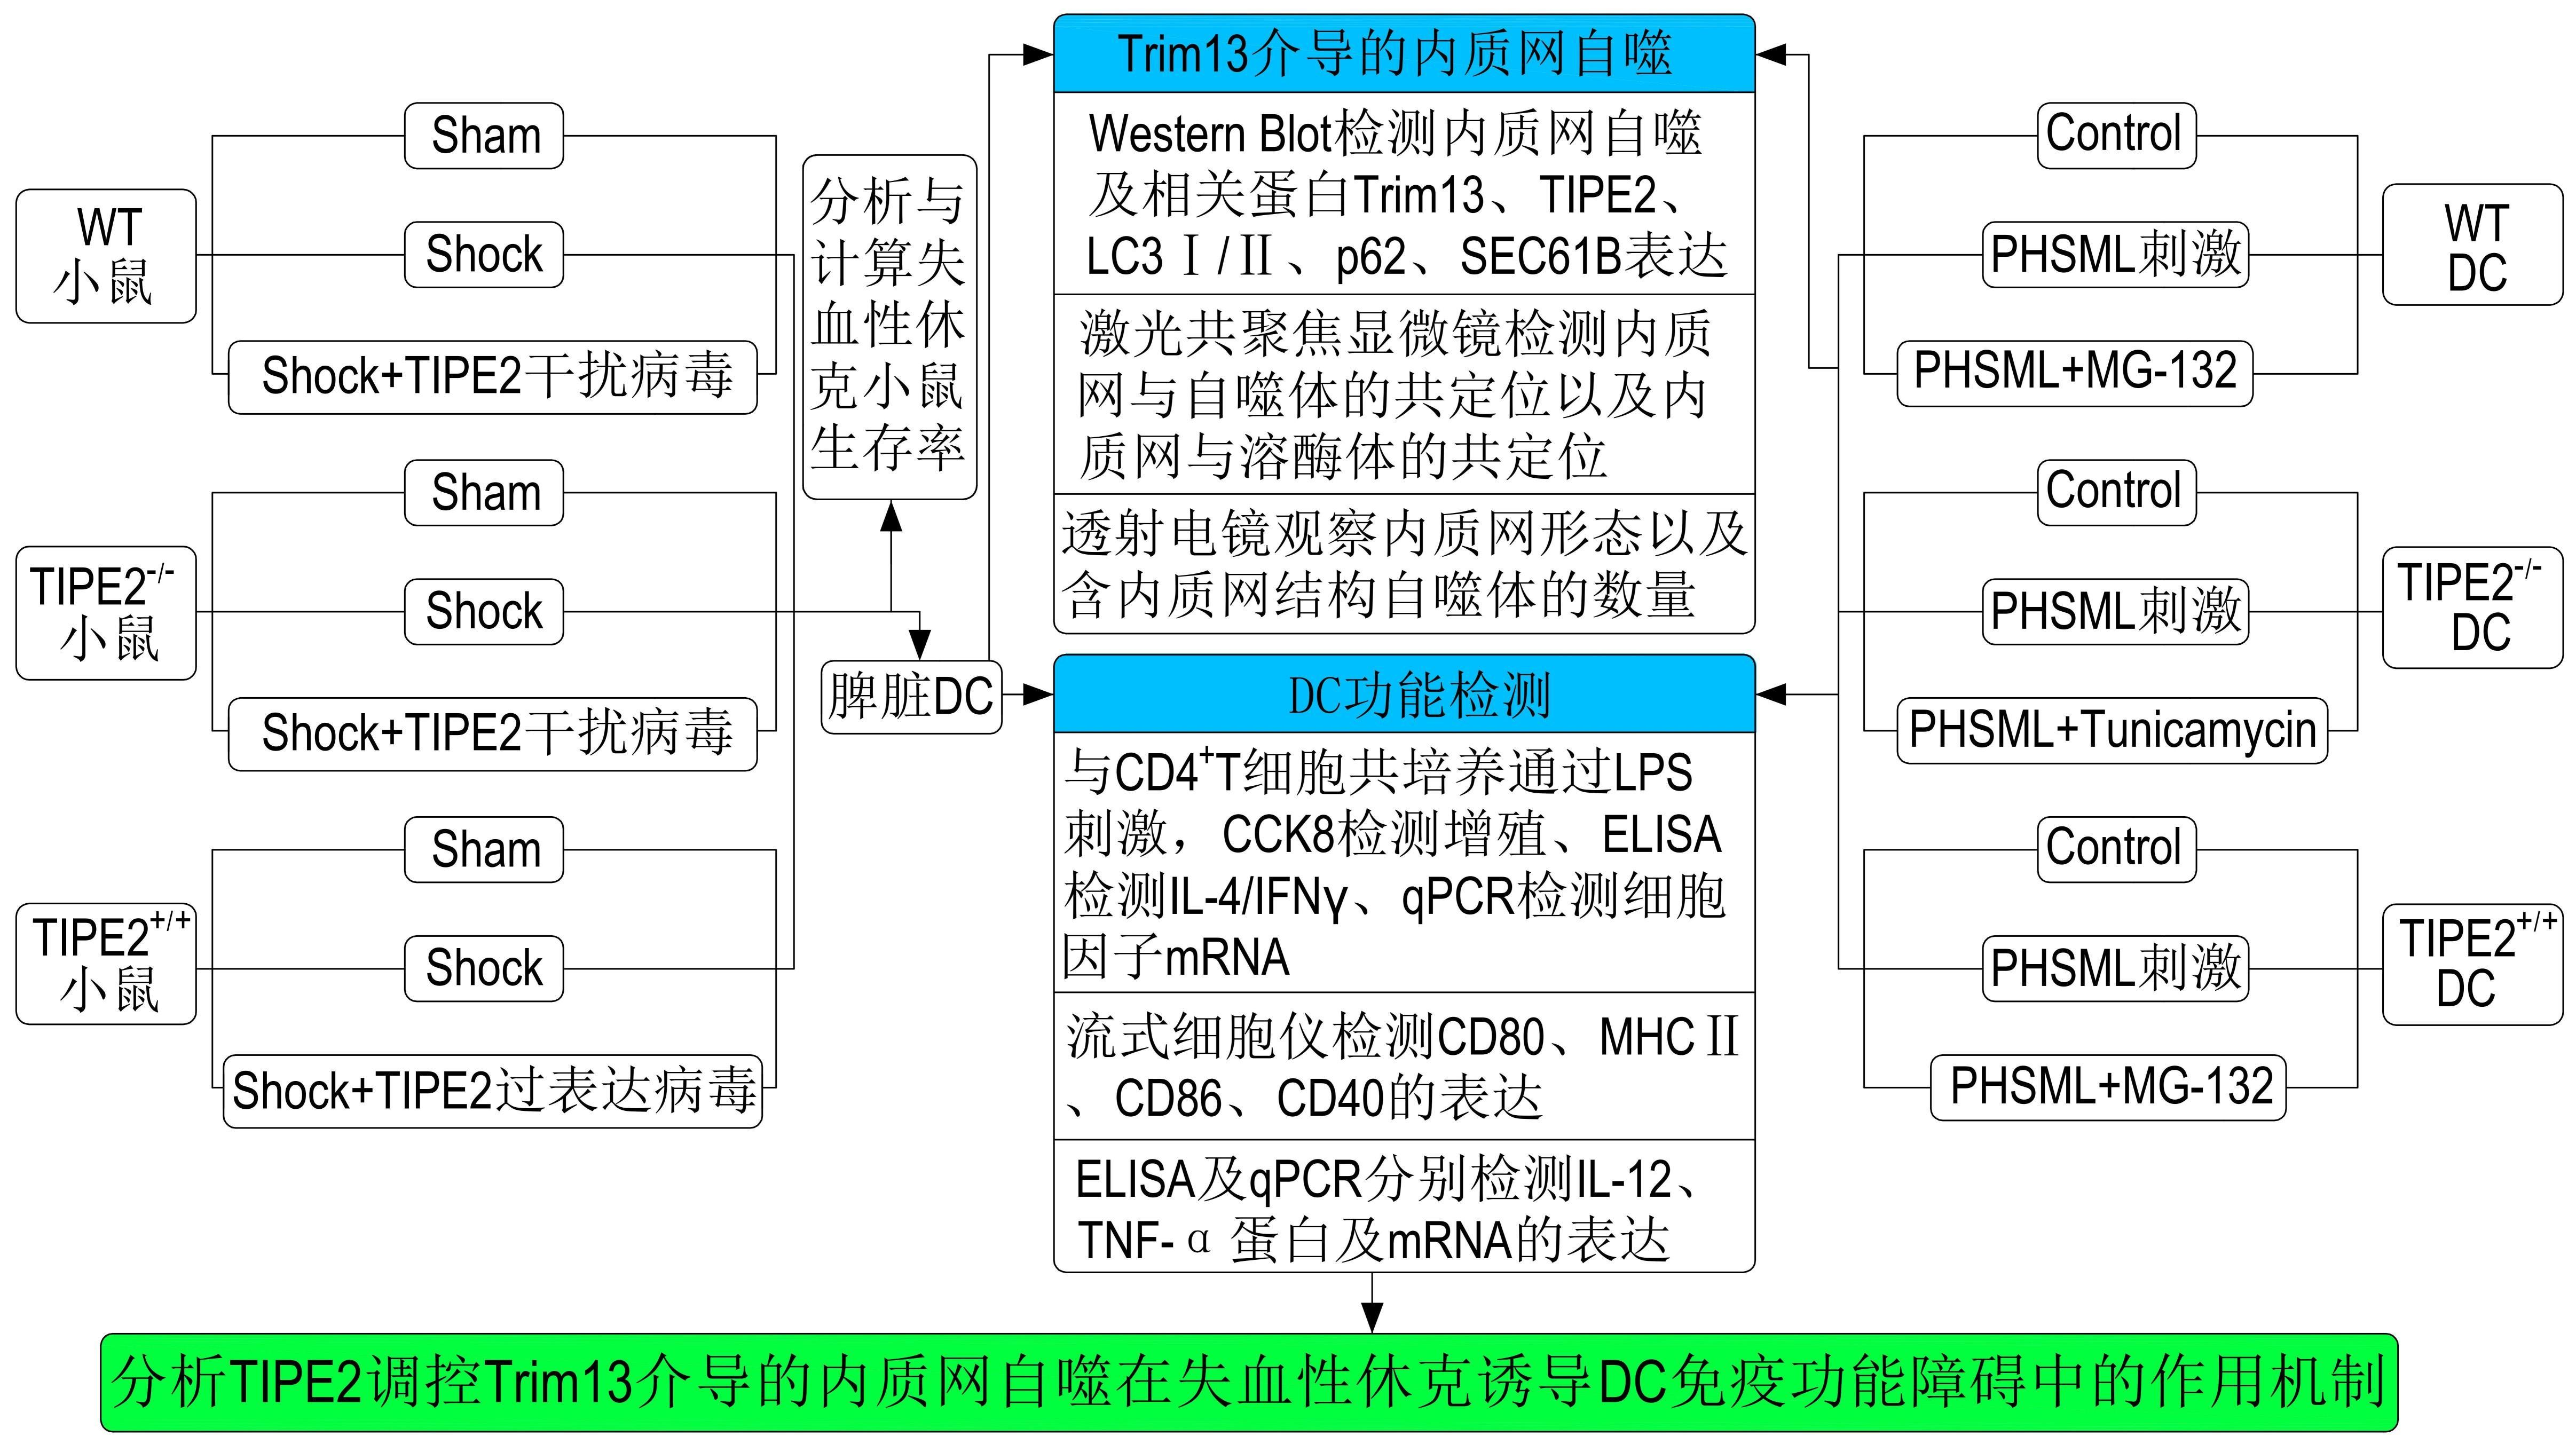 WT
小鼠
Sham
Shock
Shock+TIPE2干扰病毒
TIPE2-/-
小鼠
Sham
Shock
Shock+TIPE2干扰病毒
TIPE2+/+
小鼠
Sham
Shock
Shock+TIPE2过表达病毒
分析与
计算失
血性休
克小鼠
生存率
脾脏DC
Trim13介导的内质网自噬
Western Blot检测内质网自噬
及相关蛋白Trim13、TIPE2、
LC3Ⅰ/Ⅱ、p62、SEC61B表达
激光共聚焦显微镜检测内质
网与自噬体的共定位以及内
质网与溶酶体的共定位
透射电镜观察内质网形态以及
含内质网结构自噬体的数量
DC功能检测
与CD4+T细胞共培养通过LPS
刺激，CCK8检测增殖、ELISA
检测IL-4/IFNγ、qPCR检测细胞
因子mRNA
流式细胞仪检测CD80、MHCⅡ
、CD86、CD40的表达
ELISA及qPCR分别检测IL-12、
TNF-α蛋白及mRNA的表达
Control
PHSML刺激
PHSML+MG-132
WT
DC
Control
PHSML刺激
PHSML+Tunicamycin
TIPE2-/-
DC
Control
PHSML刺激
PHSML+MG-132
TIPE2+/+
DC
分析TIPE2调控Trim13介导的内质网自噬在失血性休克诱导DC免疫功能障碍中的作用机制